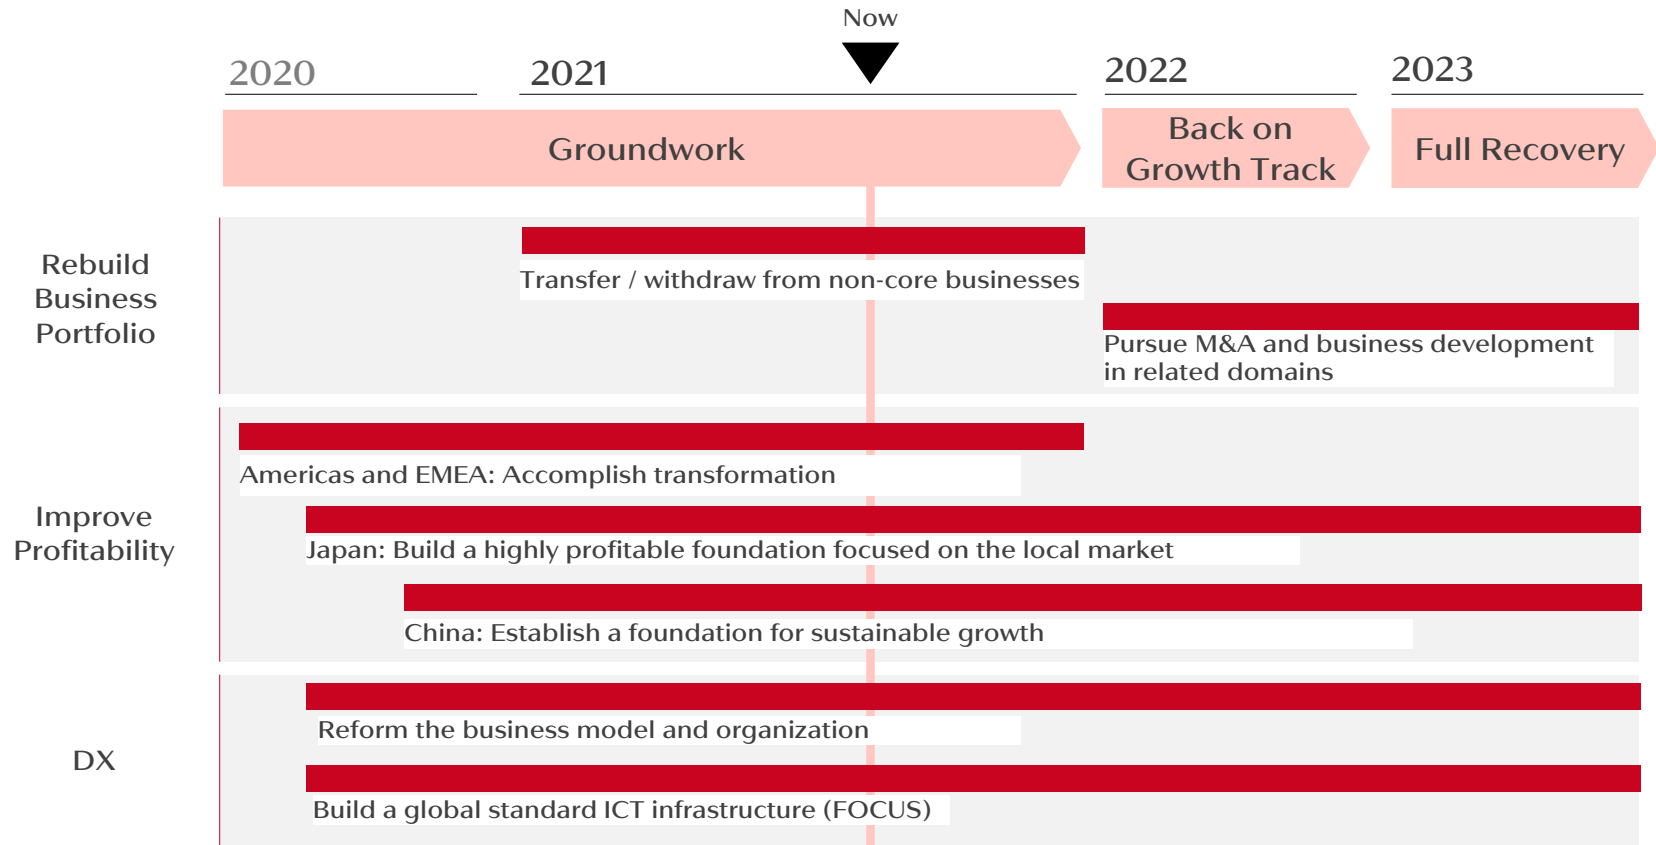 Now
2020
2021
2022
2023
Groundwork
Back on
Growth Track
Full Recovery
Rebuild
Business
Portfolio
Transfer / withdraw from non-core businesses
Pursue M&A and business development
in related domains
Improve
Profitability
Americas and EMEA: Accomplish transformation
Japan: Build a highly profitable foundation focused on the local market
China: Establish a foundation for sustainable growth
DX
Reform the business model and organization
Build a global standard ICT infrastructure (FOCUS)